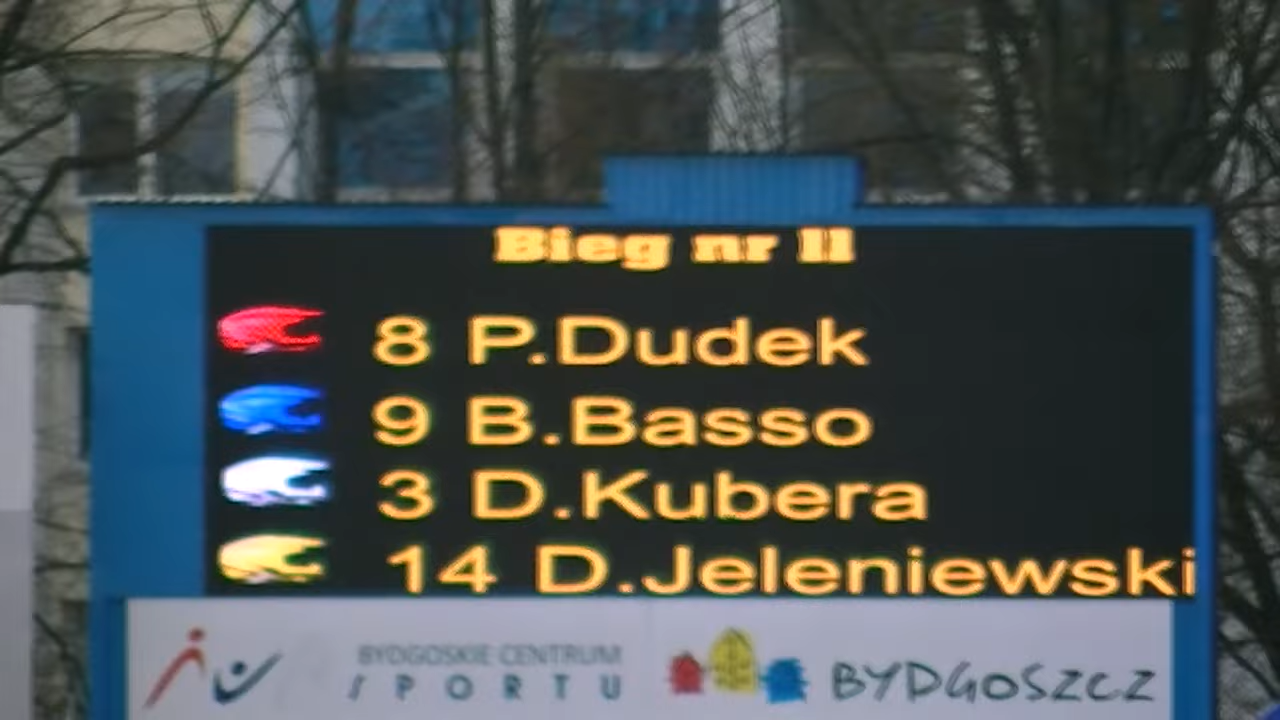 Bieg nr 11
8 P.Dudek
9 B.Basso
3 D.Kubera
14 D.Jeleniewski
BYDGOSKIE CENTRUM
SPORTU
BYDGOSZCZ